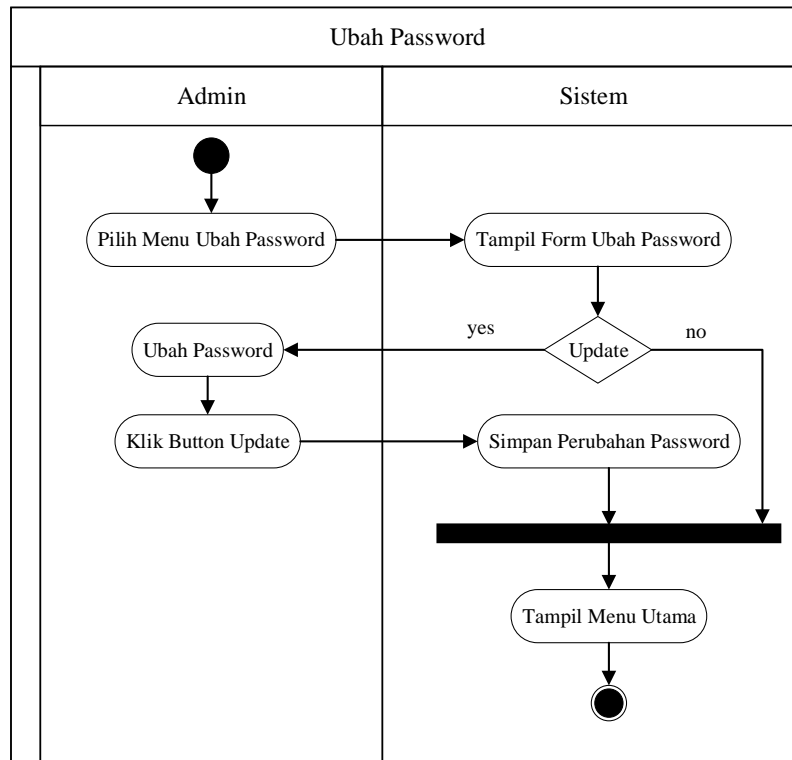 Ubah Password
Admin
Sistem
Pilih Menu Ubah Password
Tampil Form Ubah Password
yes
no
Ubah Password
Update
Klik Button Update
Simpan Perubahan Password
Tampil Menu Utama